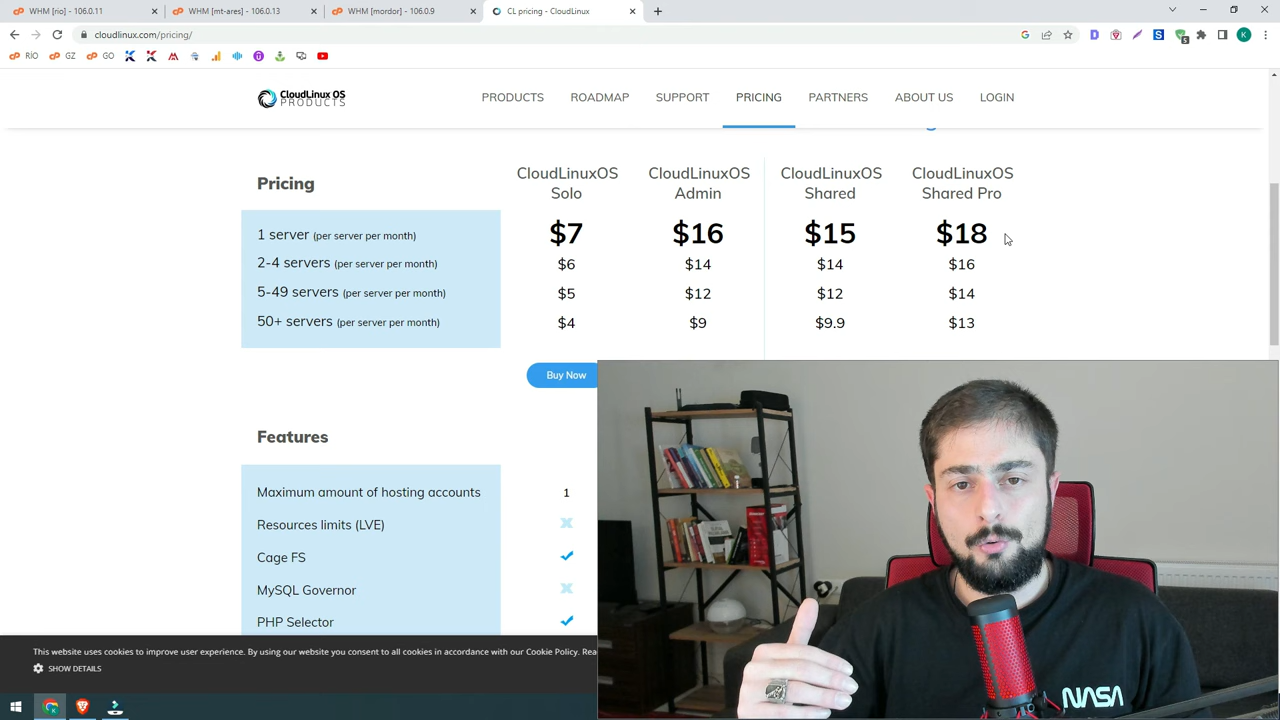 WHM [rio] - 106.0.11
WHM [mt-ares] - 106.0.13
WHM [mordor] - 106.0.9
CL pricing - CloudLinux
cloudlinux.com/pricing/
RİO
GZ
GO
CloudLinux OS
PRODUCTS
PRODUCTS
ROADMAP
SUPPORT
PRICING
PARTNERS
ABOUT US
LOGIN
Pricing
CloudLinuxOS
Solo
CloudLinuxOS
Admin
CloudLinuxOS
Shared
CloudLinuxOS
Shared Pro
1 server (per server per month) $7 $16 $15 $18
2-4 servers (per server per month) $6 $14 $14 $16
5-49 servers (per server per month) $5 $12 $12 $14
50+ servers (per server per month) $4 $9 $9.9 $13
Buy Now
Features
Maximum amount of hosting accounts 1
Resources limits (LVE)
Cage FS
MySQL Governor
PHP Selector
This website uses cookies to improve user experience. By using our website you consent to all cookies in accordance with our Cookie Policy.
SHOW DETAILS
NASA